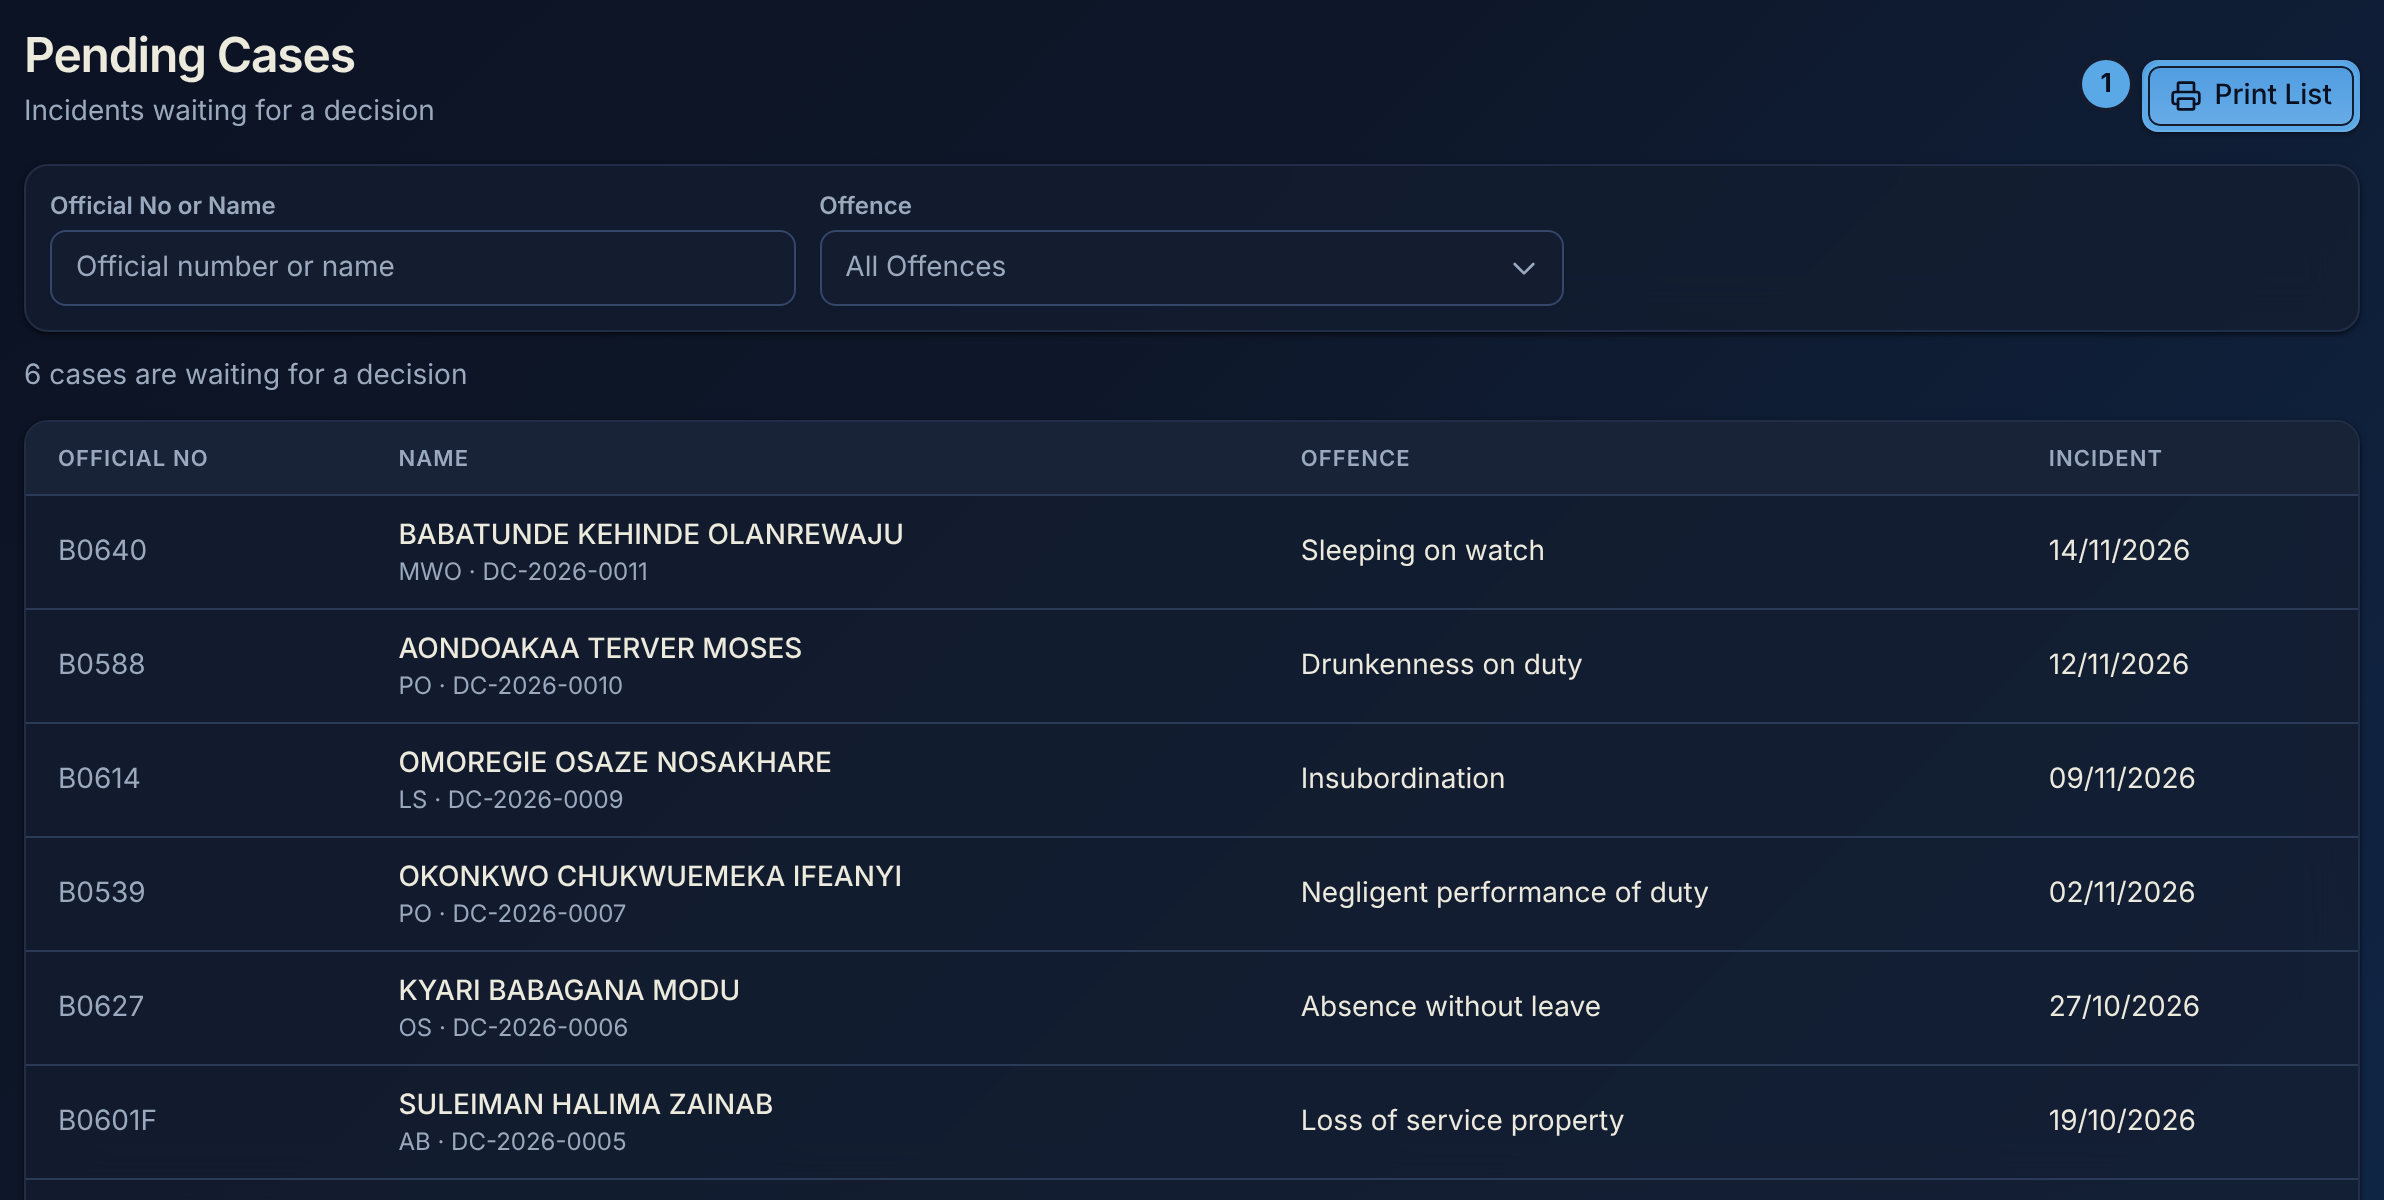 Pending Cases
Incidents waiting for a decision
1
Print List
Official No or Name
Offence
Official number or name
All Offences
6 cases are waiting for a decision
OFFICIAL NO NAME OFFENCE INCIDENT
B0640 BABATUNDE KEHINDE OLANREWAJU Sleeping on watch 14/11/2026
MWO · DC-2026-0011
B0588 AONDOAKAA TERVER MOSES Drunkenness on duty 12/11/2026
PO · DC-2026-0010
B0614 OMOREGIE OSAZE NOSAKHARE Insubordination 09/11/2026
LS · DC-2026-0009
B0539 OKONKWO CHUKWUEMEKA IFEANYI Negligent performance of duty 02/11/2026
PO · DC-2026-0007
B0627 KYARI BABAGANA MODU Absence without leave 27/10/2026
OS · DC-2026-0006
B0601F SULEIMAN HALIMA ZAINAB Loss of service property 19/10/2026
AB · DC-2026-0005